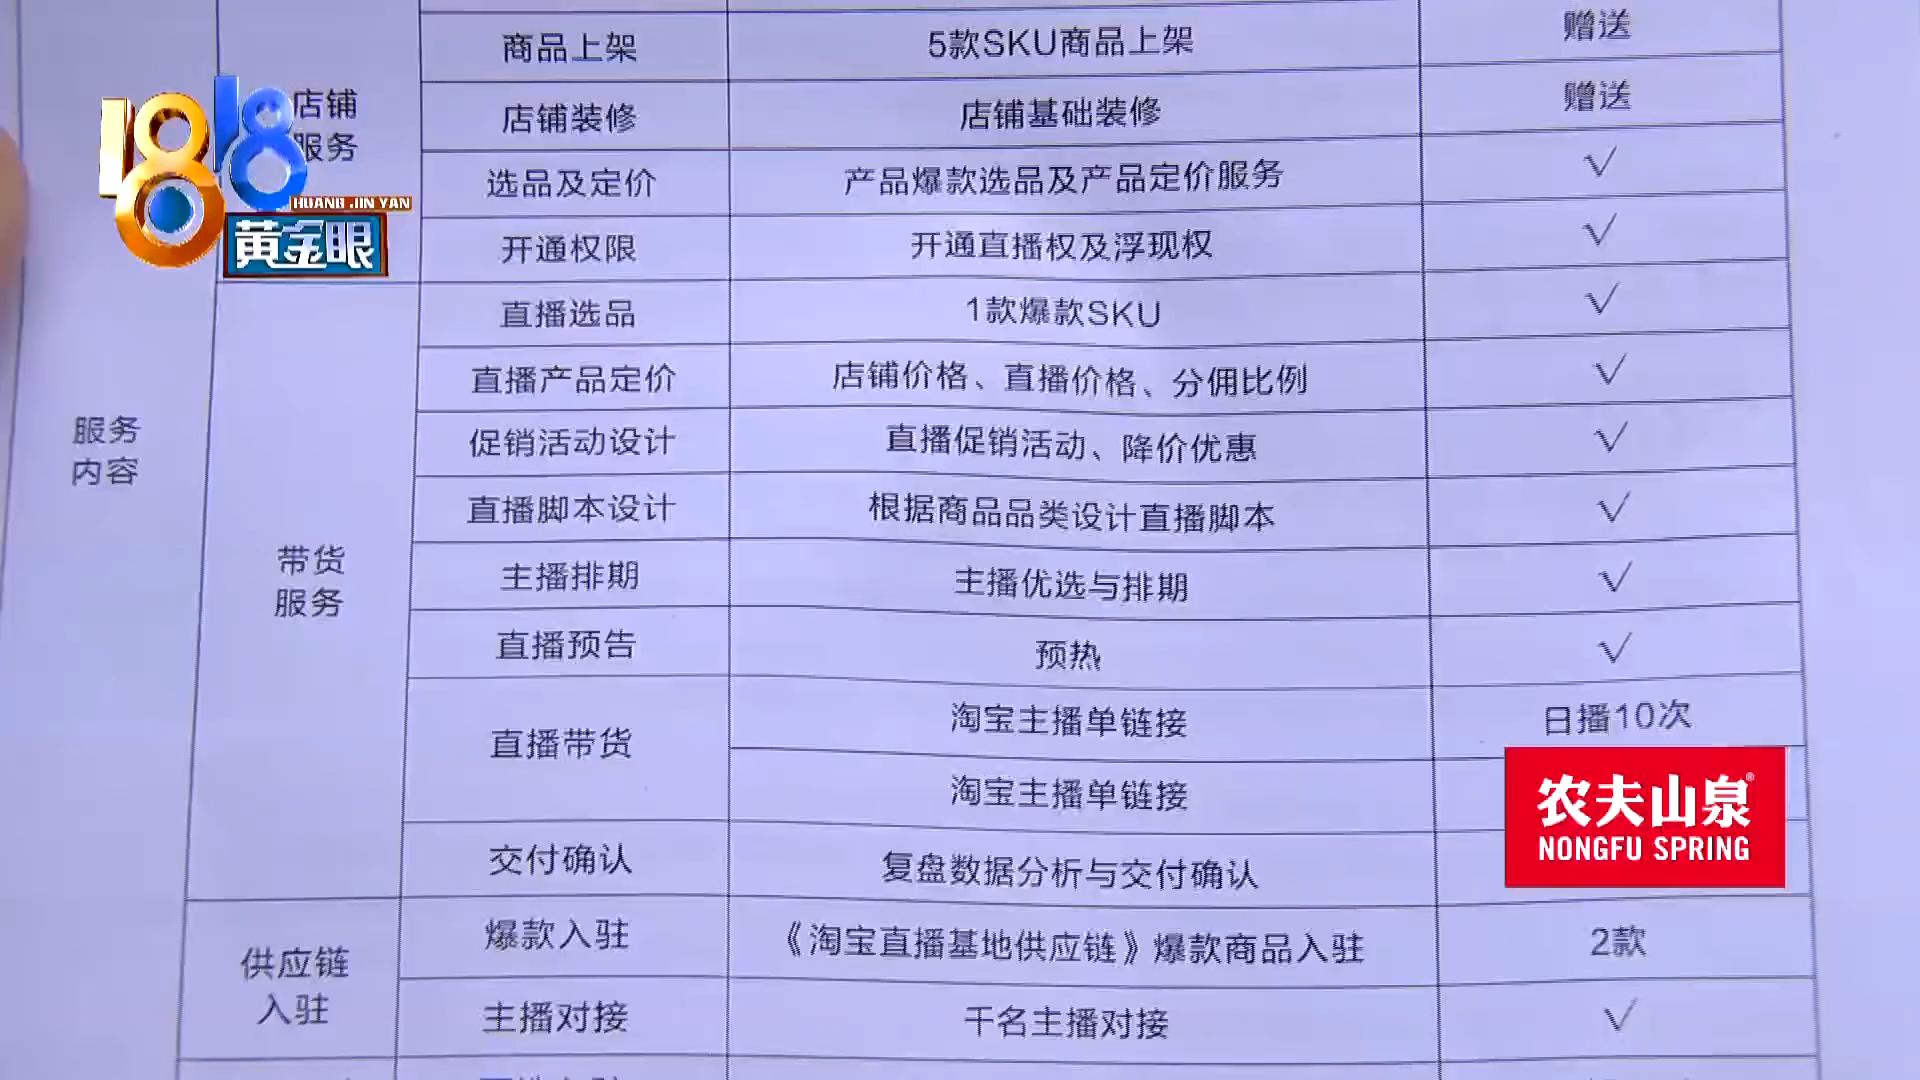 商品上架 5款SKU商品上架 赠送
店铺
服务
店铺装修 店铺基础装修 赠送
选品及定价 产品爆款选品及产品定价服务 √
开通权限 开通直播权及浮现权 √
1818
HUANG JIN YAN
黄金眼
服务
内容
带货
服务
直播选品 1款爆款SKU √
直播产品定价 店铺价格、直播价格、分佣比例 √
促销活动设计 直播促销活动、降价优惠 √
直播脚本设计 根据商品品类设计直播脚本 √
主播排期 主播优选与排期 √
直播预告 预热 √
直播带货 淘宝主播单链接 日播10次
淘宝主播单链接
交付确认 复盘数据分析与交付确认
农夫山泉®
NONGFU SPRING
供应链
入驻
爆款入驻 《淘宝直播基地供应链》爆款商品入驻 2款
主播对接 千名主播对接 √